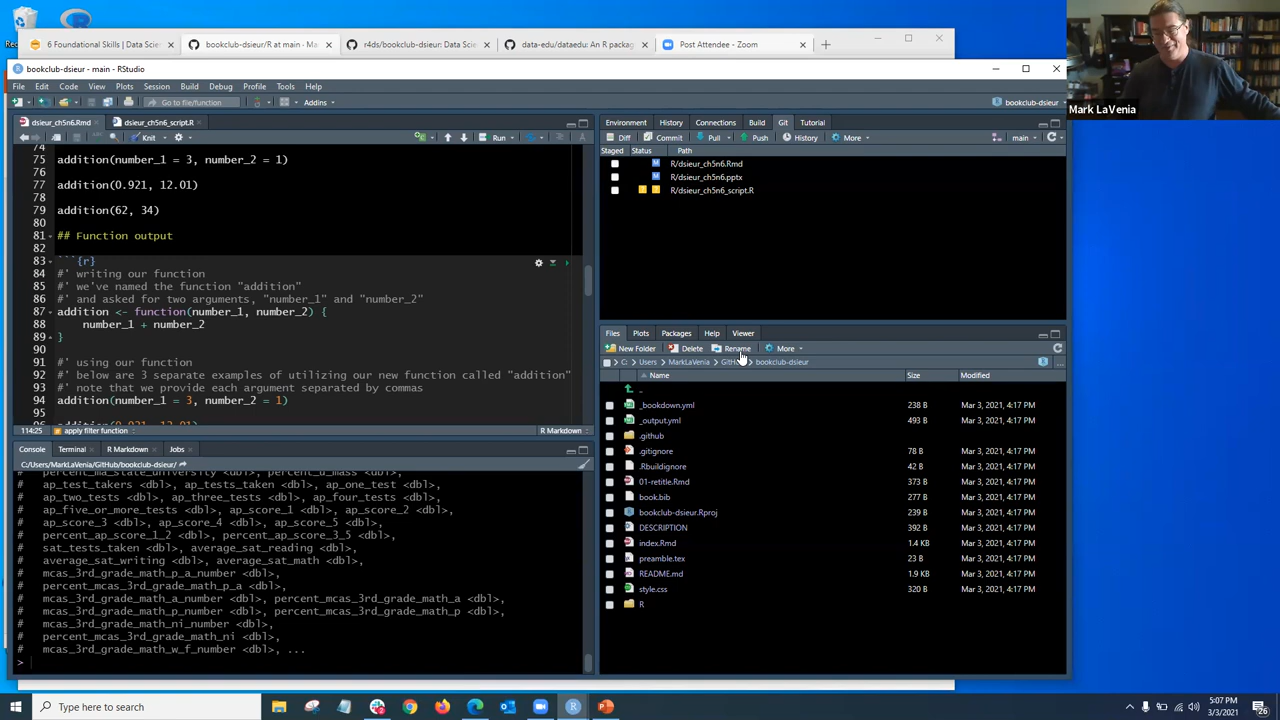 6 Foundational Skills | Data Scie
bookclub-dsieur/R at main · Mar
r4ds/bookclub-dsieur: Data Scien
data-edu/dataedu: An R package
Post Attendee - Zoom
bookclub-dsieur - main - RStudio
File Edit Code View Plots Session Build Debug Profile Tools Help
Go to file/function
Addins
bookclub-dsieur
Mark LaVenia
dsieur_ch5n6.Rmd
dsieur_ch5n6_script.R
Knit
Run
74
75 addition(number_1 = 3, number_2 = 1)
76
77 addition(0.921, 12.01)
78
79 addition(62, 34)
80
81 ## Function output
82
83 ```{r}
84 #' writing our function
85 #' we've named the function "addition"
86 #' and asked for two arguments, "number_1" and "number_2"
87 addition <- function(number_1, number_2) {
88 number_1 + number_2
89 }
90
91 #' using our function
92 #' below are 3 separate examples of utilizing our new function called "addition"
93 #' note that we provide each argument separated by commas
94 addition(number_1 = 3, number_2 = 1)
95
96 addition(0.921, 12.01)
114:25 apply filter function R Markdown
Console Terminal R Markdown Jobs
C:/Users/MarkLaVenia/GitHub/bookclub-dsieur/
# percent_ma_state_university <dbl>, percent_u_mass <dbl>,
# ap_test_takers <dbl>, ap_tests_taken <dbl>, ap_one_test <dbl>,
# ap_two_tests <dbl>, ap_three_tests <dbl>, ap_four_tests <dbl>,
# ap_five_or_more_tests <dbl>, ap_score_1 <dbl>, ap_score_2 <dbl>,
# ap_score_3 <dbl>, ap_score_4 <dbl>, ap_score_5 <dbl>,
# percent_ap_score_1_2 <dbl>, percent_ap_score_3_5 <dbl>,
# sat_tests_taken <dbl>, average_sat_reading <dbl>,
# average_sat_writing <dbl>, average_sat_math <dbl>,
# mcas_3rd_grade_math_p_a_number <dbl>,
# percent_mcas_3rd_grade_math_p_a <dbl>,
# mcas_3rd_grade_math_a_number <dbl>, percent_mcas_3rd_grade_math_a <dbl>,
# mcas_3rd_grade_math_p_number <dbl>, percent_mcas_3rd_grade_math_p <dbl>,
# mcas_3rd_grade_math_ni_number <dbl>,
# percent_mcas_3rd_grade_math_ni <dbl>,
# mcas_3rd_grade_math_w_f_number <dbl>, ...
>
Environment History Connections Build Git Tutorial
Diff Commit Pull Push History More main
Staged Status Path
M R/dsieur_ch5n6.Rmd
M R/dsieur_ch5n6.pptx
? ? R/dsieur_ch5n6_script.R
Files Plots Packages Help Viewer
New Folder Delete Rename More
C: Users MarkLaVenia GitHub bookclub-dsieur
Name Size Modified
..
_bookdown.yml 238 B Mar 3, 2021, 4:17 PM
_output.yml 493 B Mar 3, 2021, 4:17 PM
.github
.gitignore 78 B Mar 3, 2021, 4:17 PM
.Rbuildignore 42 B Mar 3, 2021, 4:17 PM
01-retitle.Rmd 373 B Mar 3, 2021, 4:17 PM
book.bib 277 B Mar 3, 2021, 4:17 PM
bookclub-dsieur.Rproj 239 B Mar 3, 2021, 4:17 PM
DESCRIPTION 392 B Mar 3, 2021, 4:17 PM
index.Rmd 1.4 KB Mar 3, 2021, 4:17 PM
preamble.tex 23 B Mar 3, 2021, 4:17 PM
README.md 1.9 KB Mar 3, 2021, 4:17 PM
style.css 320 B Mar 3, 2021, 4:17 PM
R
Type here to search
5:07 PM
3/3/2021
26